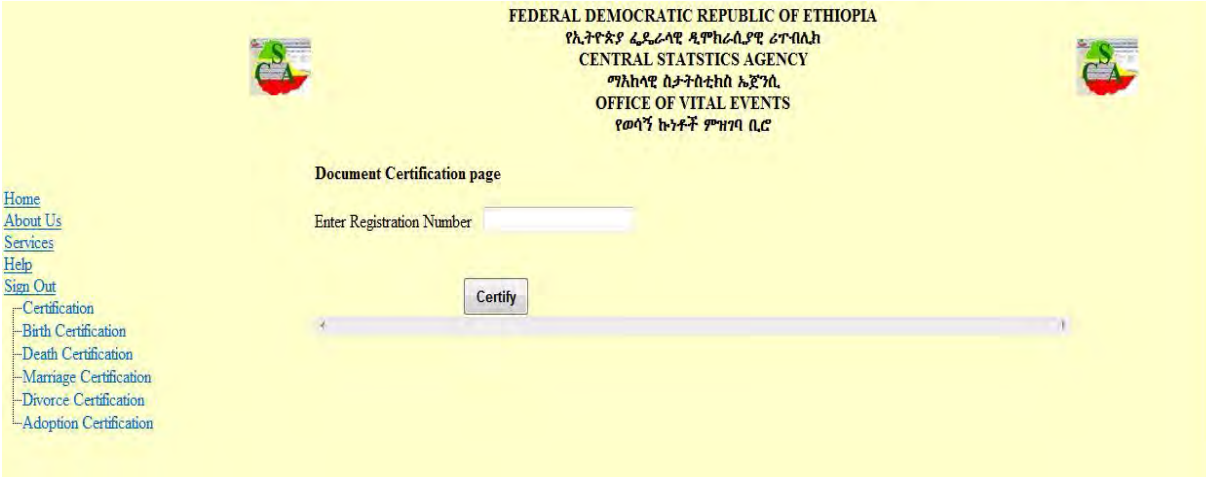 FEDERAL DEMOCRATIC REPUBLIC OF ETHIOPIA
የኢትዮጵያ ፌዴራላዊ ዲሞክራሲያዊ ሪፐብሊክ
CENTRAL STATSTICS AGENCY
ማእከላዊ ስታትስቲክስ ኤጀንሲ
OFFICE OF VITAL EVENTS
የወሳኝ ኩነቶች ምዝገባ ቢሮ
CSA
CSA
Document Certification page
Enter Registration Number
Certify
Home
About Us
Services
Help
Sign Out
Certification
Birth Certification
Death Certification
Marriage Certification
Divorce Certification
Adoption Certification